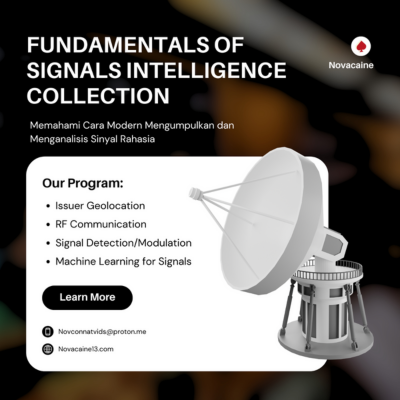 FUNDAMENTALS OF
SIGNALS INTELLIGENCE
COLLECTION
Novacaine
Memahami Cara Modern Mengumpulkan dan
Menganalisis Sinyal Rahasia
Our Program:
• Issuer Geolocation
• RF Communication
• Signal Detection/Modulation
• Machine Learning for Signals
Learn More
Novconnatvids@proton.me
Novacaine13.com